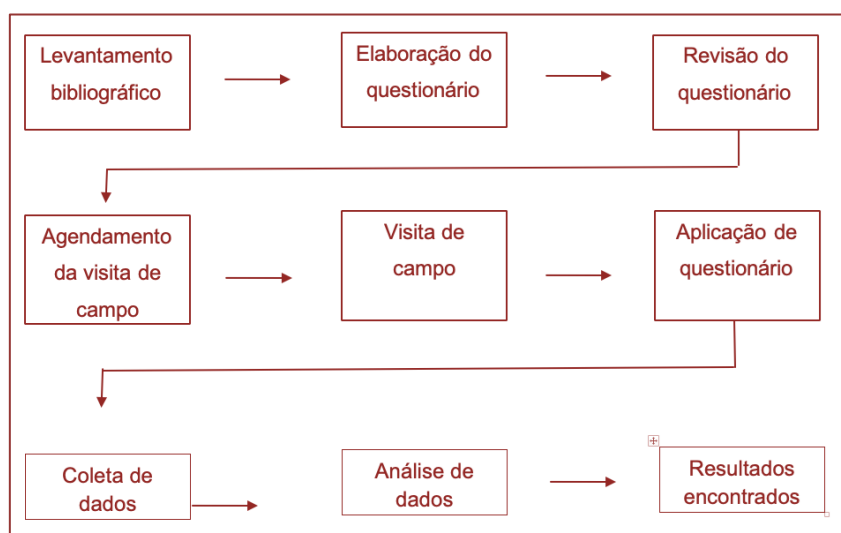 Levantamento
bibliográfico
Elaboração do
questionário
Revisão do
questionário
Agendamento
da visita de
campo
Visita de
campo
Aplicação de
questionário
Coleta de
dados
Análise de
dados
Resultados
encontrados